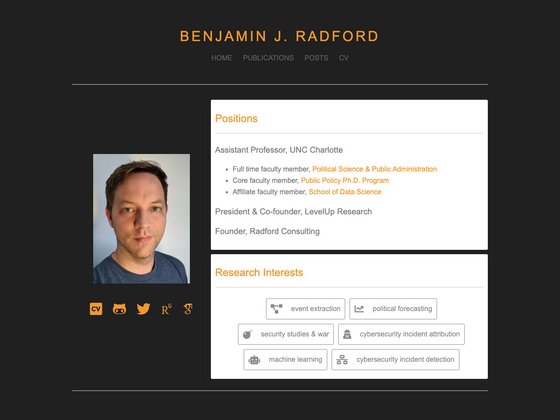 BENJAMIN J. RADFORD
HOME PUBLICATIONS POSTS CV
Positions
Assistant Professor, UNC Charlotte
Full time faculty member, Political Science & Public Administration
Core faculty member, Public Policy Ph.D. Program
Affiliate faculty member, School of Data Science
President & Co-founder, LevelUp Research
Founder, Radford Consulting
CV RG
Research Interests
event extraction political forecasting
security studies & war cybersecurity incident attribution
machine learning cybersecurity incident detection